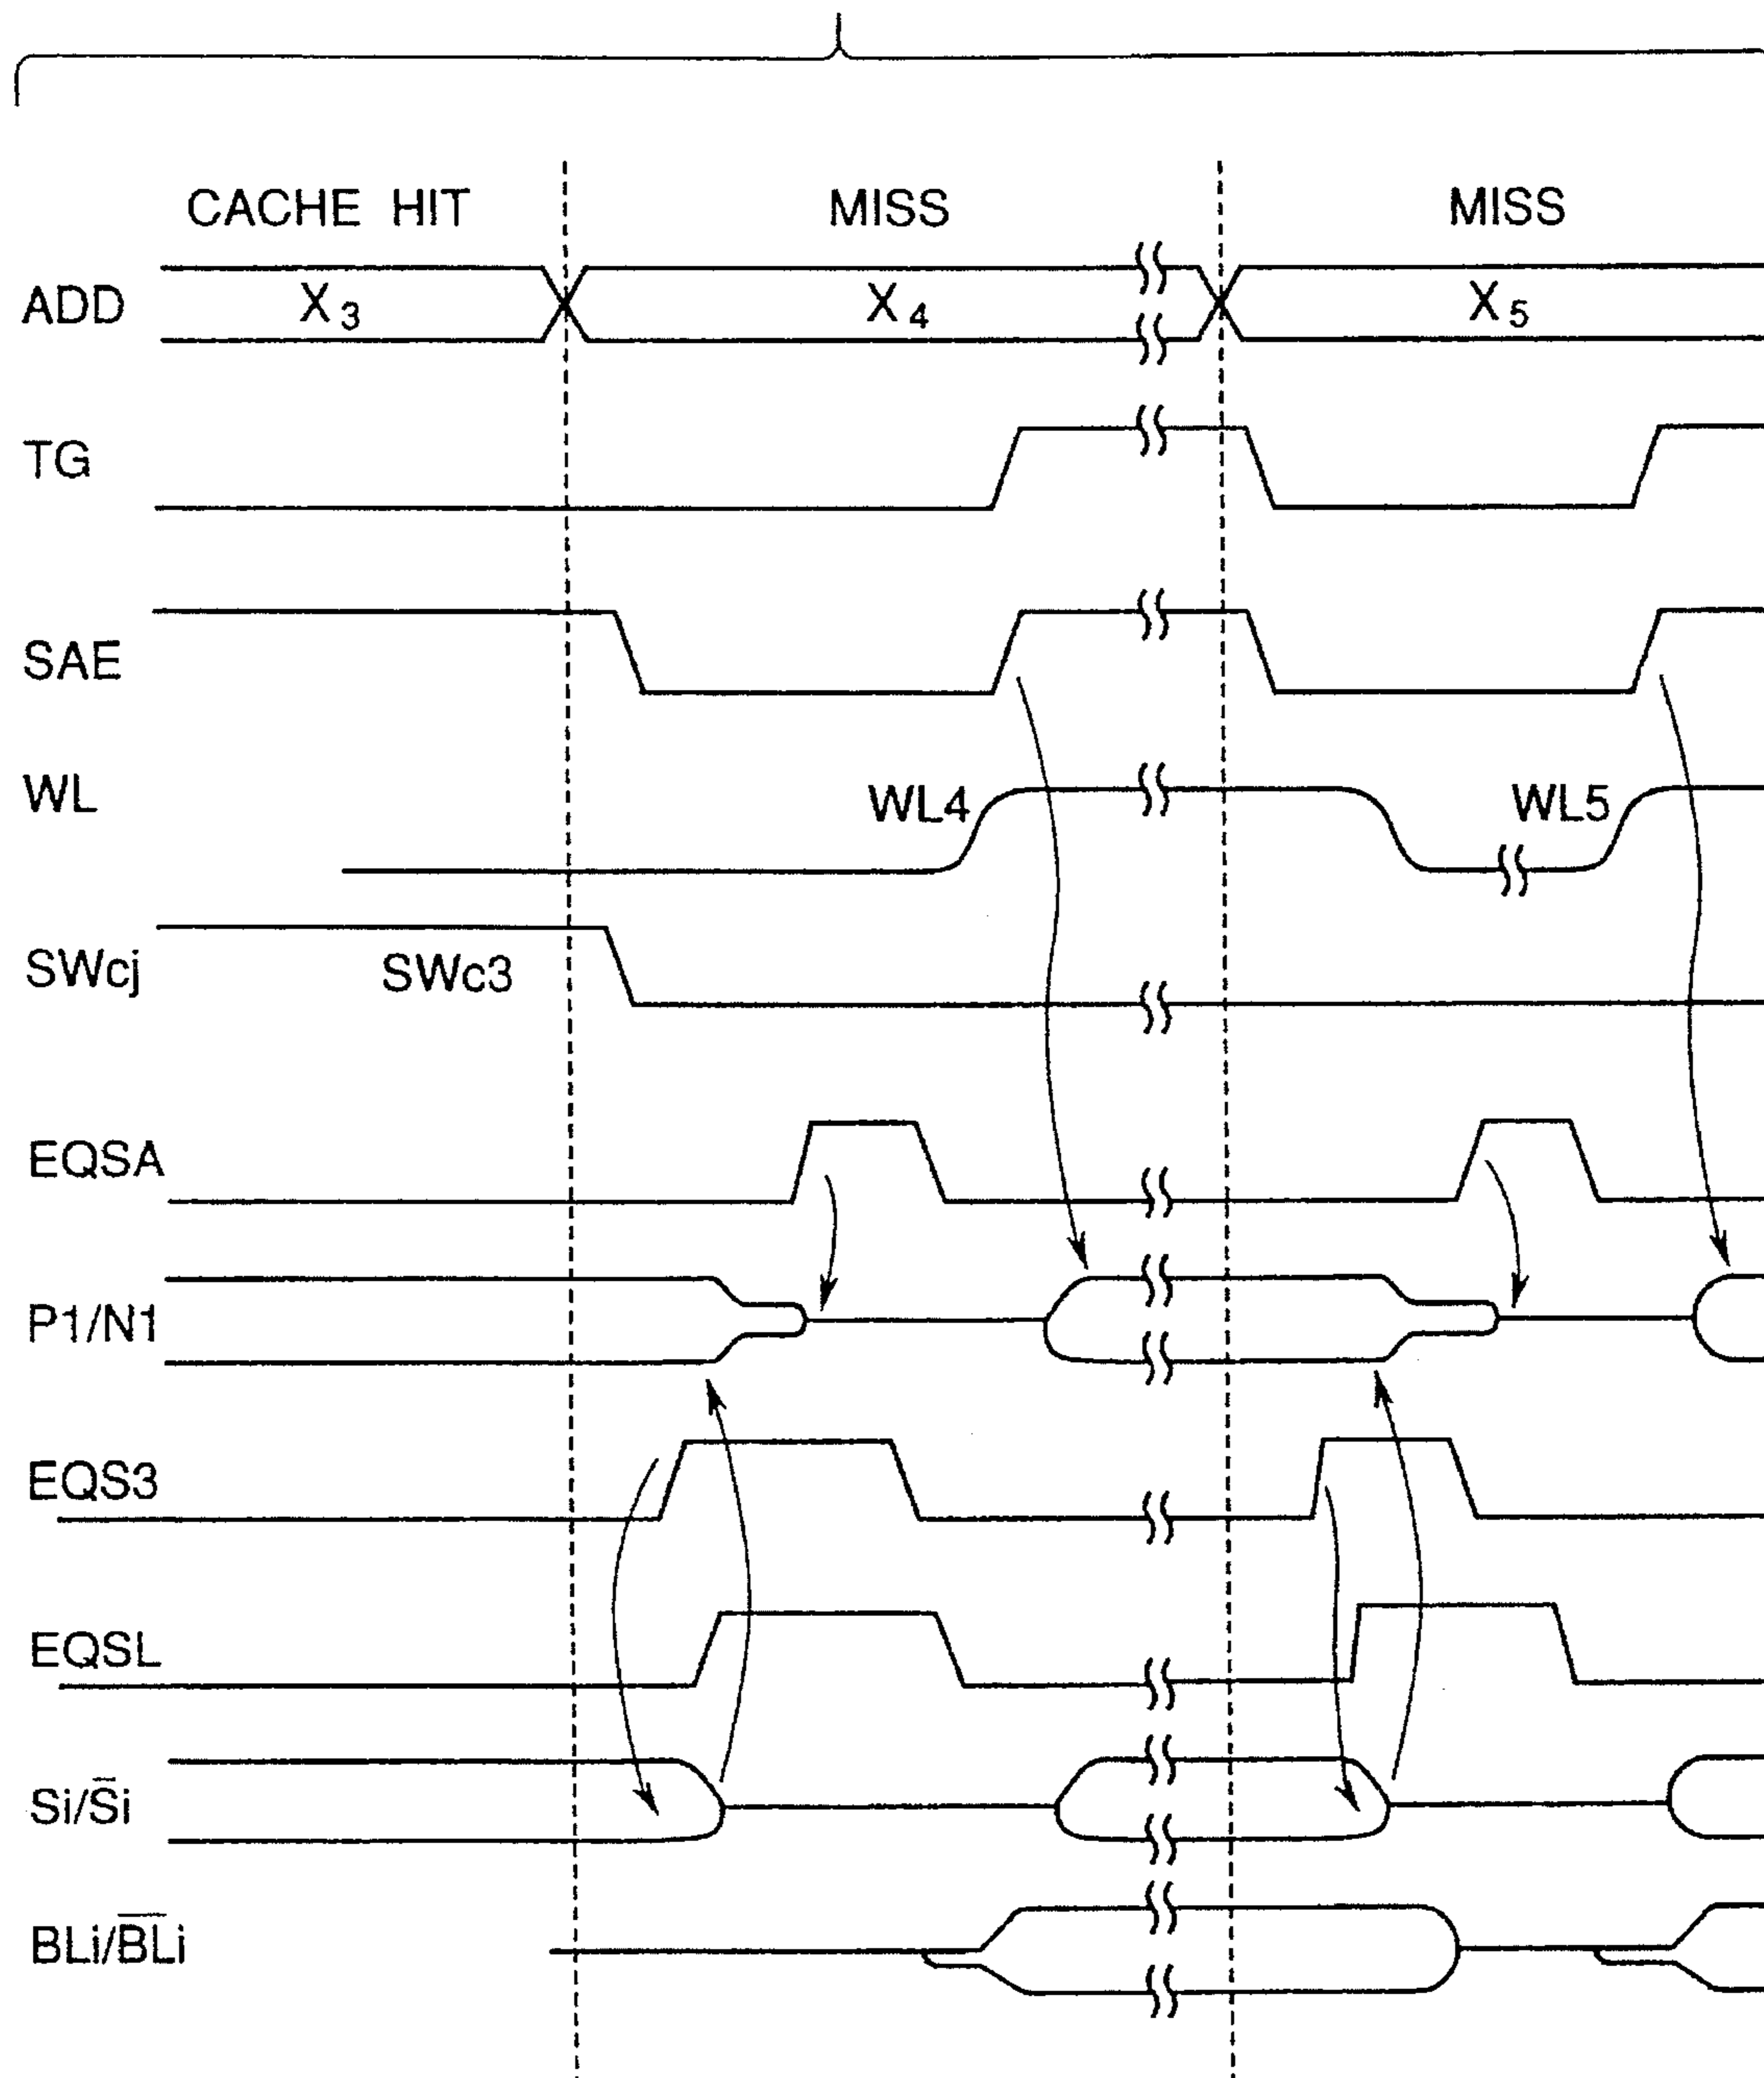 CACHE HIT MISS MISS
ADD X₃ X₄ X₅
TG
SAE
WL WL4 WL5
SWcj SWc3
EQSA
P1/N1
EQS3
EQSL
Si/S̅i
BLi/B̅L̅i